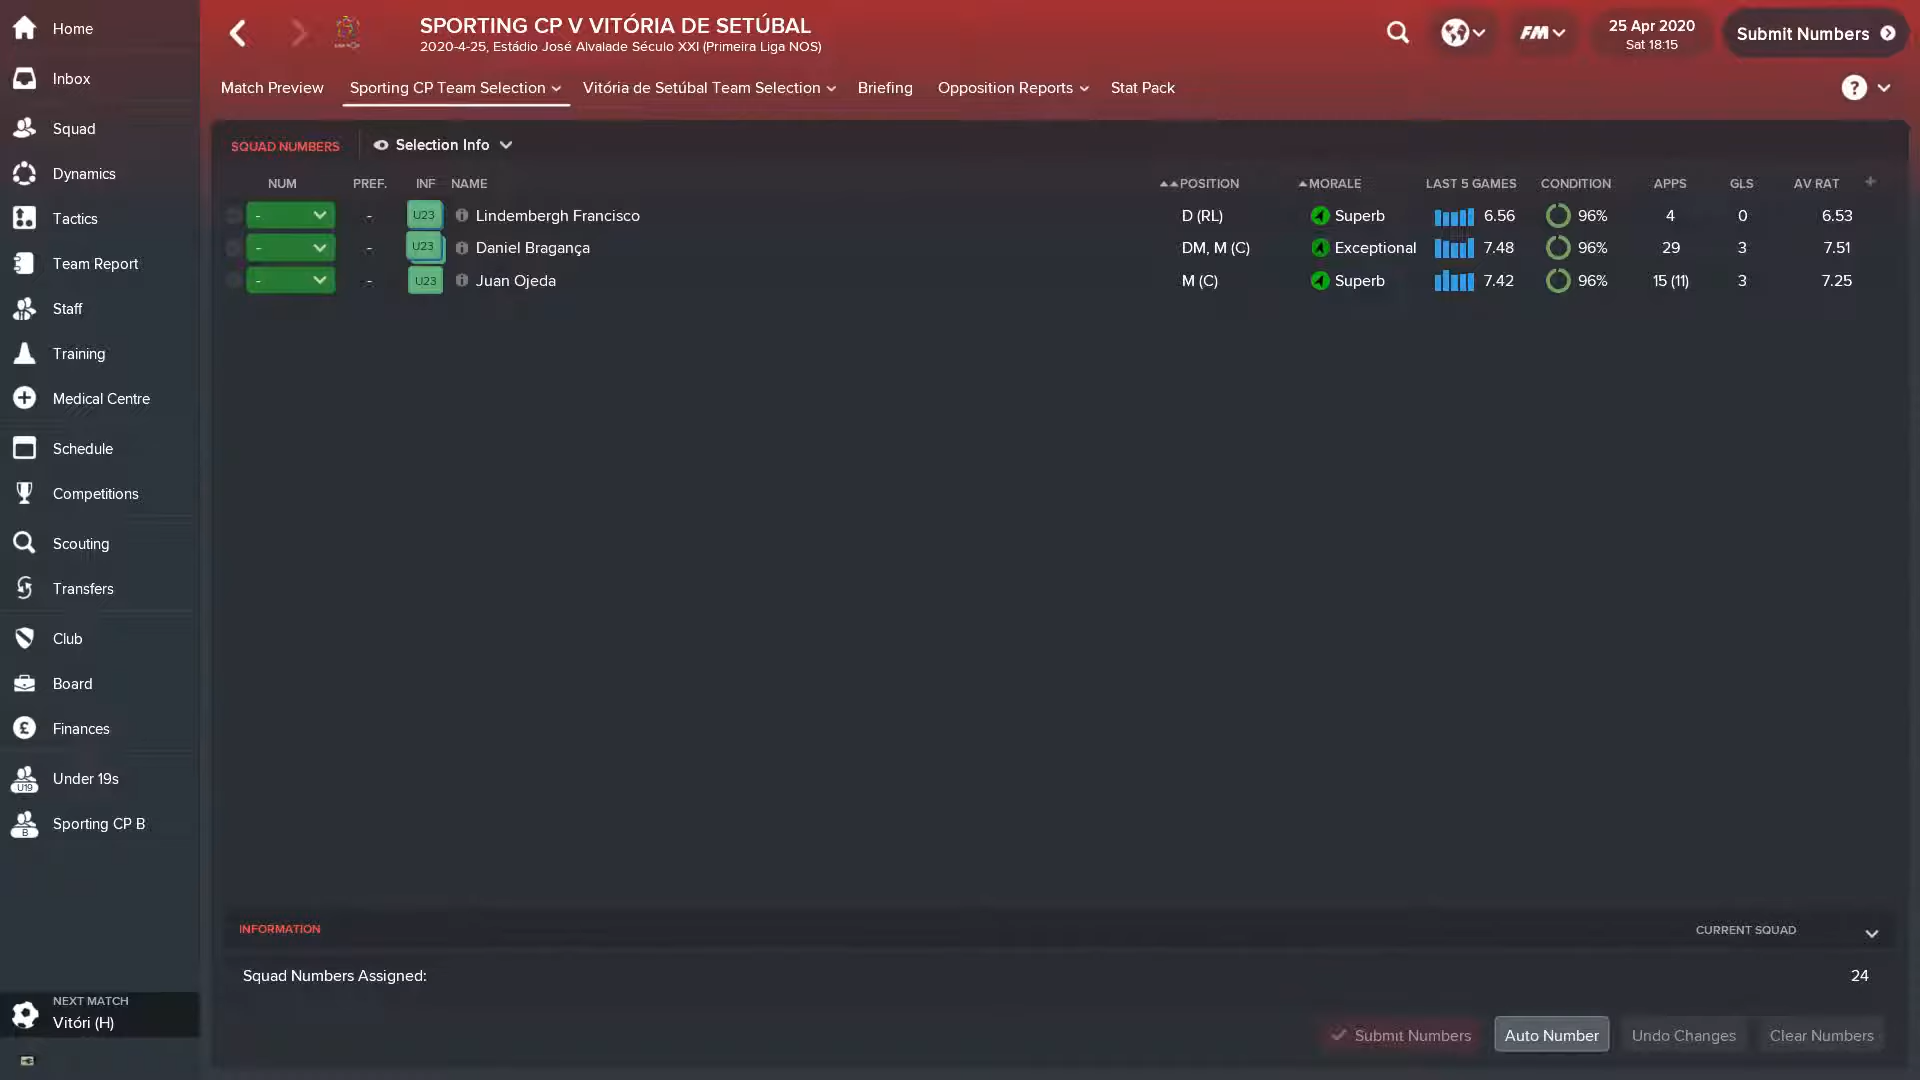 Home
Inbox
Squad
Dynamics
Tactics
Team Report
Staff
Training
Medical Centre
Schedule
Competitions
Scouting
Transfers
Club
Board
Finances
U19 Under 19s
B Sporting CP B
NEXT MATCH
Vitóri (H)
SPORTING CP V VITÓRIA DE SETÚBAL
2020-4-25, Estádio José Alvalade Século XXI (Primeira Liga NOS)
FM
25 Apr 2020
Sat 18:15
Submit Numbers
Match Preview Sporting CP Team Selection Vitória de Setúbal Team Selection Briefing Opposition Reports Stat Pack ?
SQUAD NUMBERS Selection Info
NUM PREF. INF NAME POSITION MORALE LAST 5 GAMES CONDITION APPS GLS AV RAT +
- - U23 Lindembergh Francisco D (RL) Superb 6.56 96% 4 0 6.53
- - U23 Daniel Bragança DM, M (C) Exceptional 7.48 96% 29 3 7.51
- - U23 Juan Ojeda M (C) Superb 7.42 96% 15 (11) 3 7.25
INFORMATION CURRENT SQUAD
Squad Numbers Assigned: 24
Submit Numbers Auto Number Undo Changes Clear Numbers